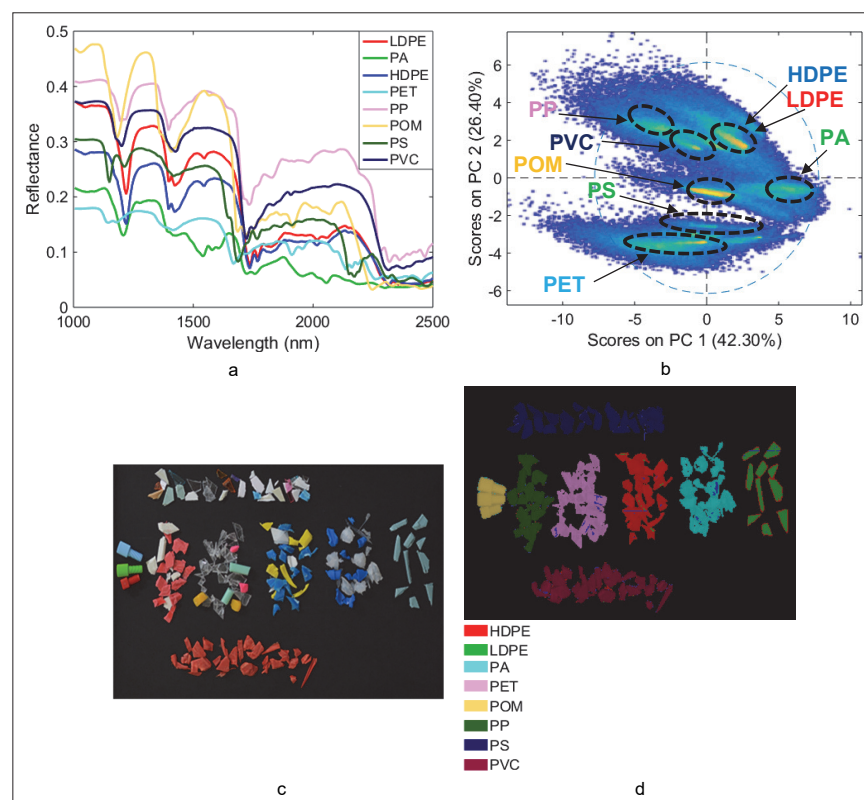 0.5
0.4
0.3
0.2
0.1
0
1000 1500 2000 2500
Reflectance
Wavelength (nm)
LDPE
PA
HDPE
PET
PP
POM
PS
PVC
a
6
4
2
0
-2
-4
-6
-10 -5 0 5 10
Scores on PC 2 (26.40%)
Scores on PC 1 (42.30%)
HDPE
LDPE
PP
PVC
PA
POM
PS
PET
b
c
HDPE
LDPE
PA
PET
POM
PP
PS
PVC
d